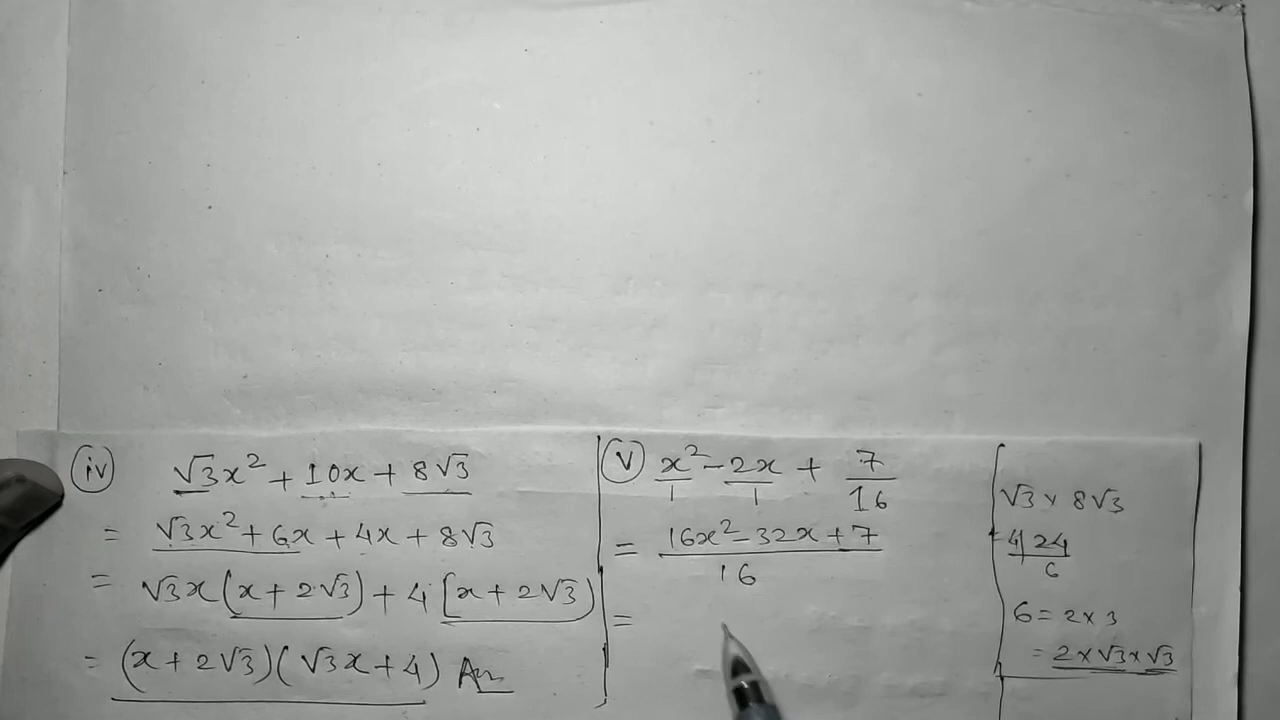 (iv) √3x² + 10x + 8√3
= √3x² + 6x + 4x + 8√3
= √3x(x + 2√3) + 4[x + 2√3)
= (x + 2√3)(√3x + 4) Ans
(v) x²/1 - 2x/1 + 7/16
= 16x² - 32x + 7 / 16
=
√3 × 8√3
4| 24
6
6 = 2 × 3
= 2 × √3 × √3